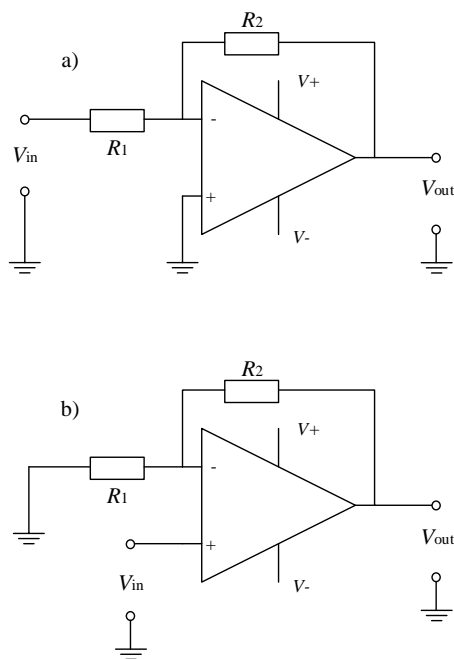 R2
a)
V+
-
Vin
R1
+
Vout
V-
R2
b)
V+
-
R1
+
Vout
Vin
V-